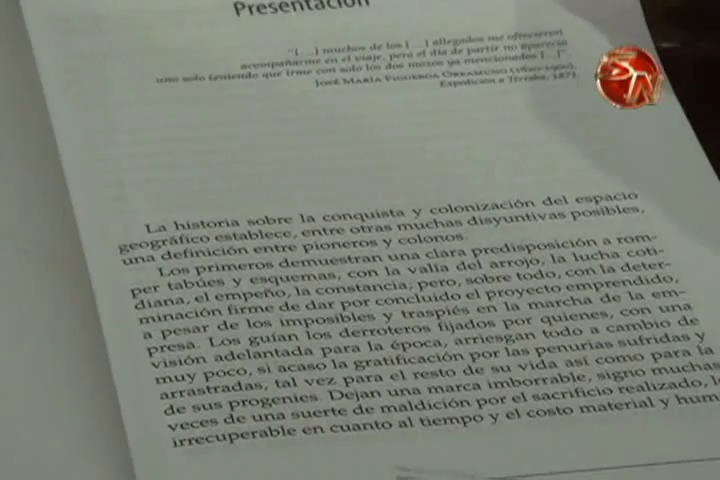 Presentación
"[...] muchos de los [...] allegados me ofrecieron
acompañarme en el viaje, pero el día de partir no apareció
uno solo teniendo que irme con solo los dos mozos ya mencionados [...]".
José María Figueroa Oreamuno (1820-1900),
Expedición a Térraba, 1871
SN
La historia sobre la conquista y colonización del espacio
geográfico establece, entre otras muchas disyuntivas posibles,
una definición entre pioneros y colonos.
Los primeros demuestran una clara predisposición a rom-
per tabúes y esquemas, con la valía del arrojo, la lucha coti-
diana, el empeño, la constancia; pero, sobre todo, con la deter-
minación firme de dar por concluido el proyecto emprendido,
a pesar de los imposibles y traspiés en la marcha de la em-
presa. Los guían los derroteros fijados por quienes, con una
visión adelantada para la época, arriesgan todo a cambio de
muy poco, si acaso la gratificación por las penurias sufridas y
arrastradas, tal vez para el resto de su vida así como para la
de sus progenies. Dejan una marca imborrable, signo muchas
veces de una suerte de maldición por el sacrificio realizado, l
irrecuperable en cuanto al tiempo y el costo material y hum